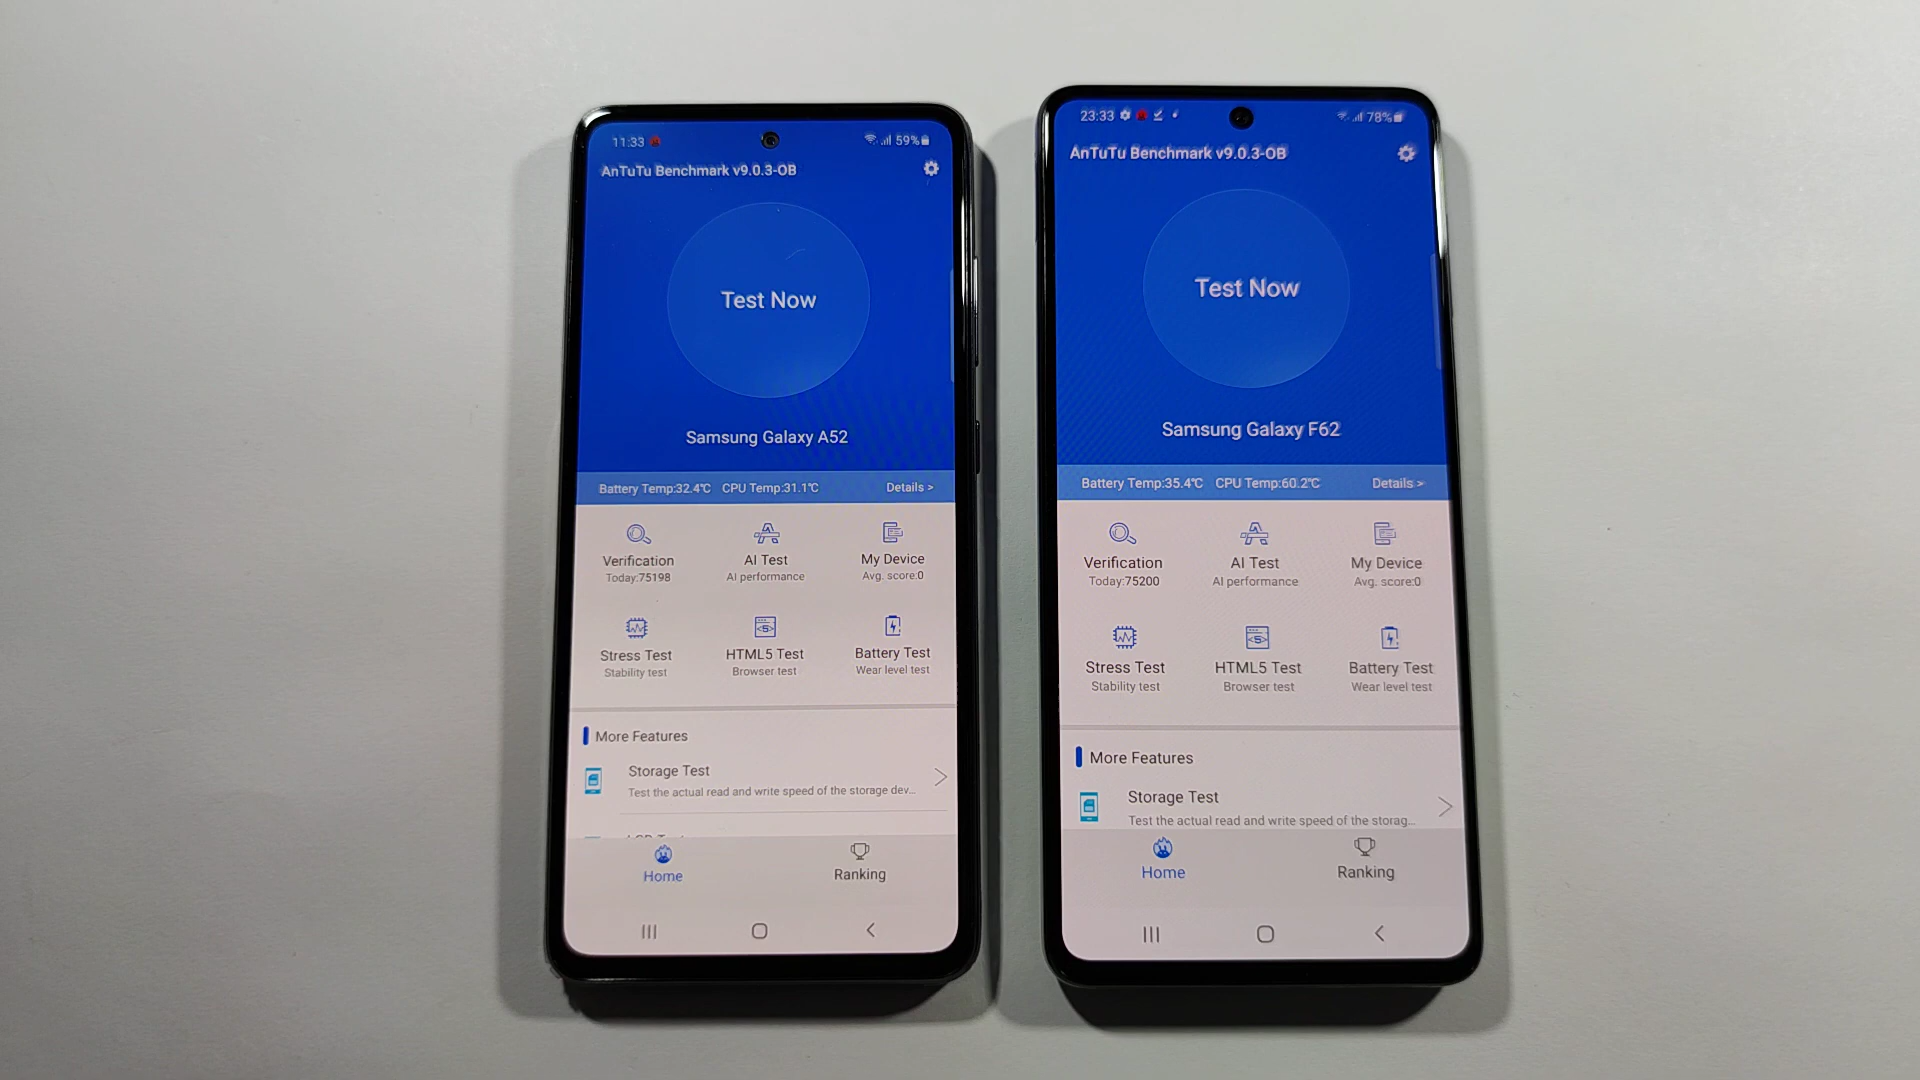 11:33
59%
AnTuTu Benchmark v9.0.3-OB
Test Now
Samsung Galaxy A52
Battery Temp:32.4℃ CPU Temp:31.1℃ Details >
Verification AI Test My Device
Today:75198 AI performance Avg. score:0
Stress Test HTML5 Test Battery Test
Stability test Browser test Wear level test
More Features
Storage Test
Test the actual read and write speed of the storage dev...
Home Ranking
23:33
78%
AnTuTu Benchmark v9.0.3-OB
Test Now
Samsung Galaxy F62
Battery Temp:35.4℃ CPU Temp:60.2℃ Details >
Verification AI Test My Device
Today:75200 AI performance Avg. score:0
Stress Test HTML5 Test Battery Test
Stability test Browser test Wear level test
More Features
Storage Test
Test the actual read and write speed of the storag...
Home Ranking